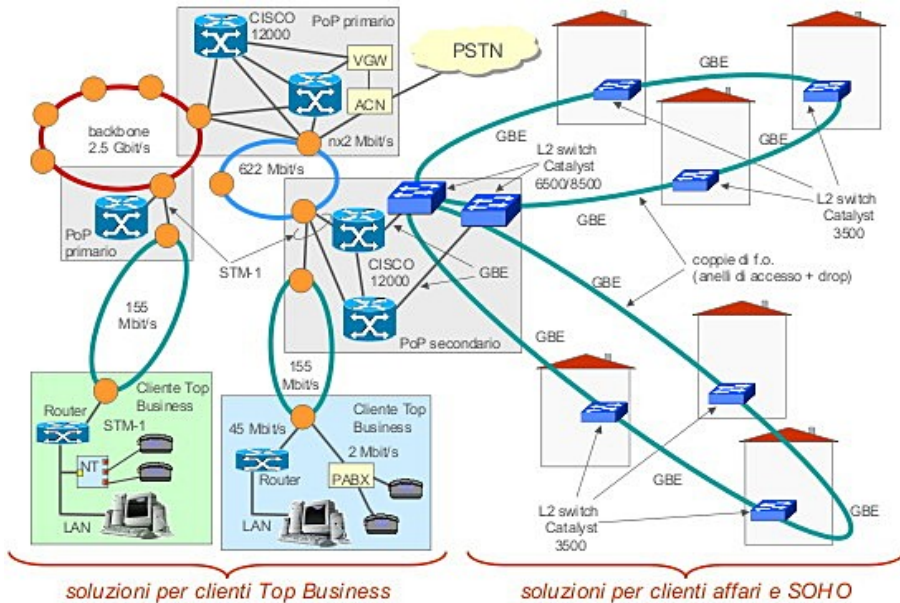 CISCO
12000
PoP primario
VGW
PSTN
ACN
nx2 Mbit/s
backbone
2.5 Gbit/s
622 Mbit/s
PoP
primario
STM-1
CISCO
12000
GBE
PoP secondario
L2 switch
Catalyst
6500/8500
GBE
GBE
GBE
GBE
GBE
L2 switch
Catalyst
3500
coppie di f.o.
(anelli di accesso + drop)
GBE
GBE
GBE
GBE
L2 switch
Catalyst
3500
155
Mbit/s
155
Mbit/s
Cliente Top
Business
Router
STM-1
NT
LAN
Cliente Top
Business
45 Mbit/s
2 Mbit/s
Router
PABX
LAN
soluzioni per clienti Top Business
soluzioni per clienti affari e SOHO